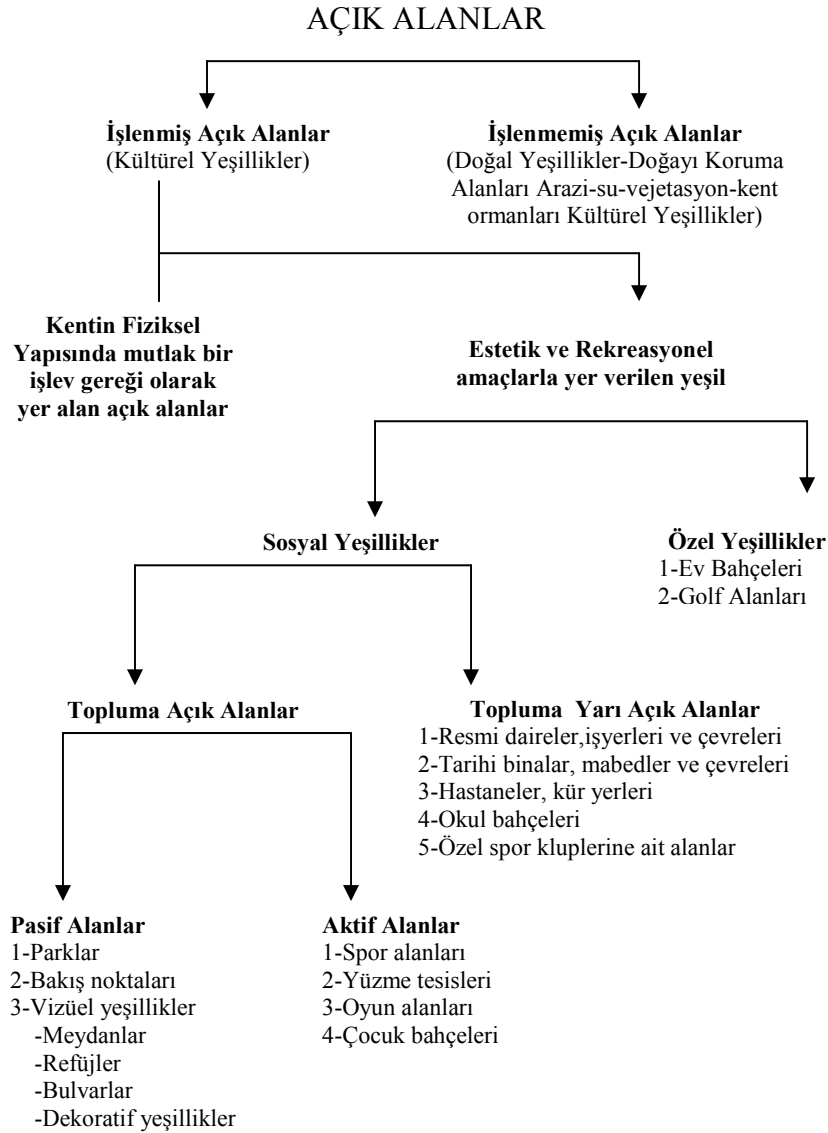 AÇIK ALANLAR
İşlenmiş Açık Alanlar
(Kültürel Yeşillikler)
İşlenmemiş Açık Alanlar
(Doğal Yeşillikler-Doğayı Koruma
Alanları Arazi-su-vejetasyon-kent
ormanları Kültürel Yeşillikler)
Kentin Fiziksel
Yapısında mutlak bir
işlev gereği olarak
yer alan açık alanlar
Estetik ve Rekreasyonel
amaçlarla yer verilen yeşil
Sosyal Yeşillikler
Özel Yeşillikler
1-Ev Bahçeleri
2-Golf Alanları
Topluma Açık Alanlar
Topluma Yarı Açık Alanlar
1-Resmi daireler,işyerleri ve çevreleri
2-Tarihi binalar, mabedler ve çevreleri
3-Hastaneler, kür yerleri
4-Okul bahçeleri
5-Özel spor kluplerine ait alanlar
Pasif Alanlar
1-Parklar
2-Bakış noktaları
3-Vizüel yeşillikler
-Meydanlar
-Refüjler
-Bulvarlar
-Dekoratif yeşillikler
Aktif Alanlar
1-Spor alanları
2-Yüzme tesisleri
3-Oyun alanları
4-Çocuk bahçeleri